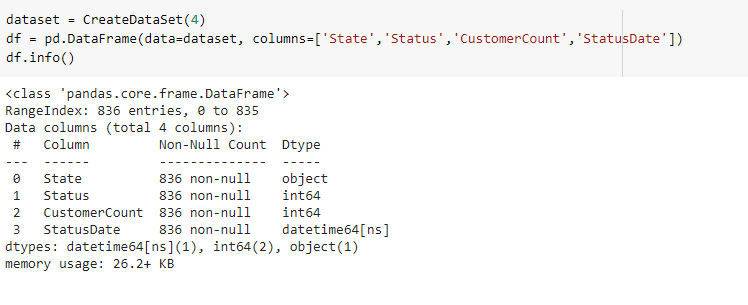 dataset = CreateDataSet(4)
df = pd.DataFrame(data=dataset, columns=['State','Status','CustomerCount','StatusDate'])
df.info()
<class 'pandas.core.frame.DataFrame'>
RangeIndex: 836 entries, 0 to 835
Data columns (total 4 columns):
 #   Column         Non-Null Count  Dtype
---  ------         --------------  -----
 0   State          836 non-null    object
 1   Status         836 non-null    int64
 2   CustomerCount  836 non-null    int64
 3   StatusDate     836 non-null    datetime64[ns]
dtypes: datetime64[ns](1), int64(2), object(1)
memory usage: 26.2+ KB